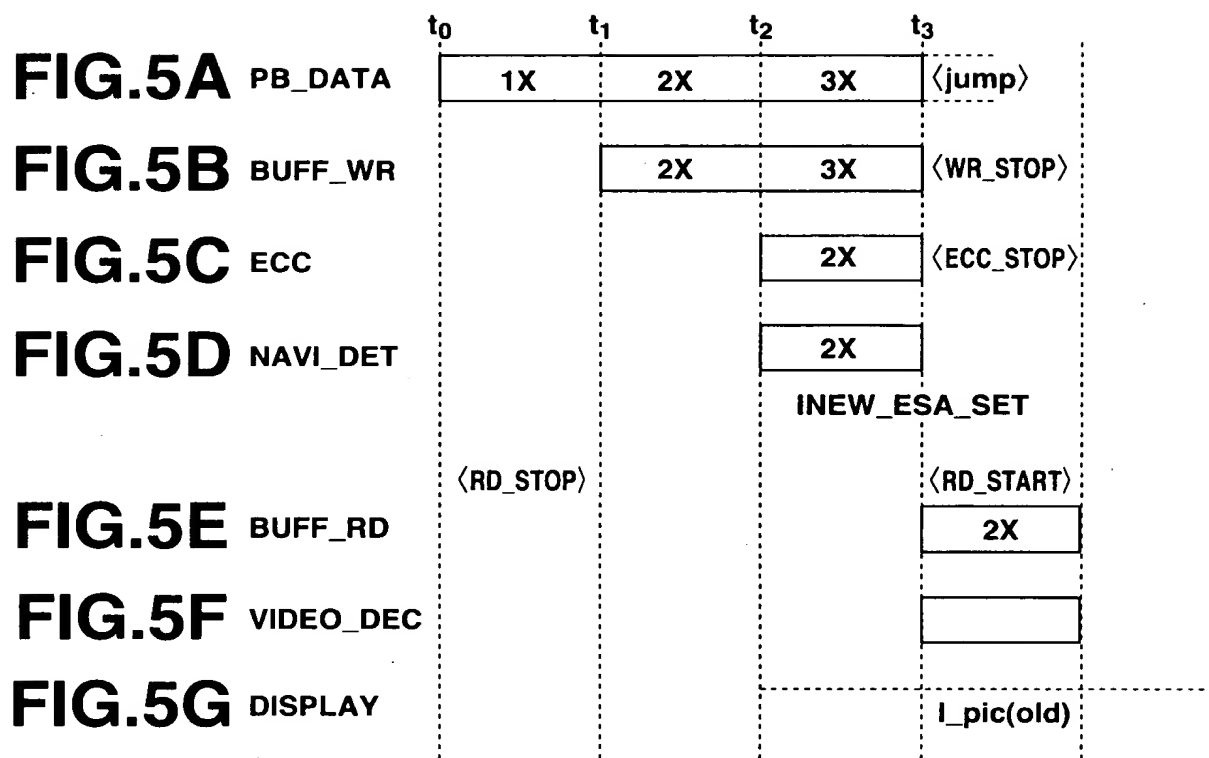 t0 t1 t2 t3
FIG.5A PB_DATA 1X 2X 3X 〈jump〉
FIG.5B BUFF_WR 2X 3X 〈WR_STOP〉
FIG.5C ECC 2X 〈ECC_STOP〉
FIG.5D NAVI_DET 2X
INEW_ESA_SET
〈RD_STOP〉 〈RD_START〉
FIG.5E BUFF_RD 2X
FIG.5F VIDEO_DEC
FIG.5G DISPLAY I_pic(old)